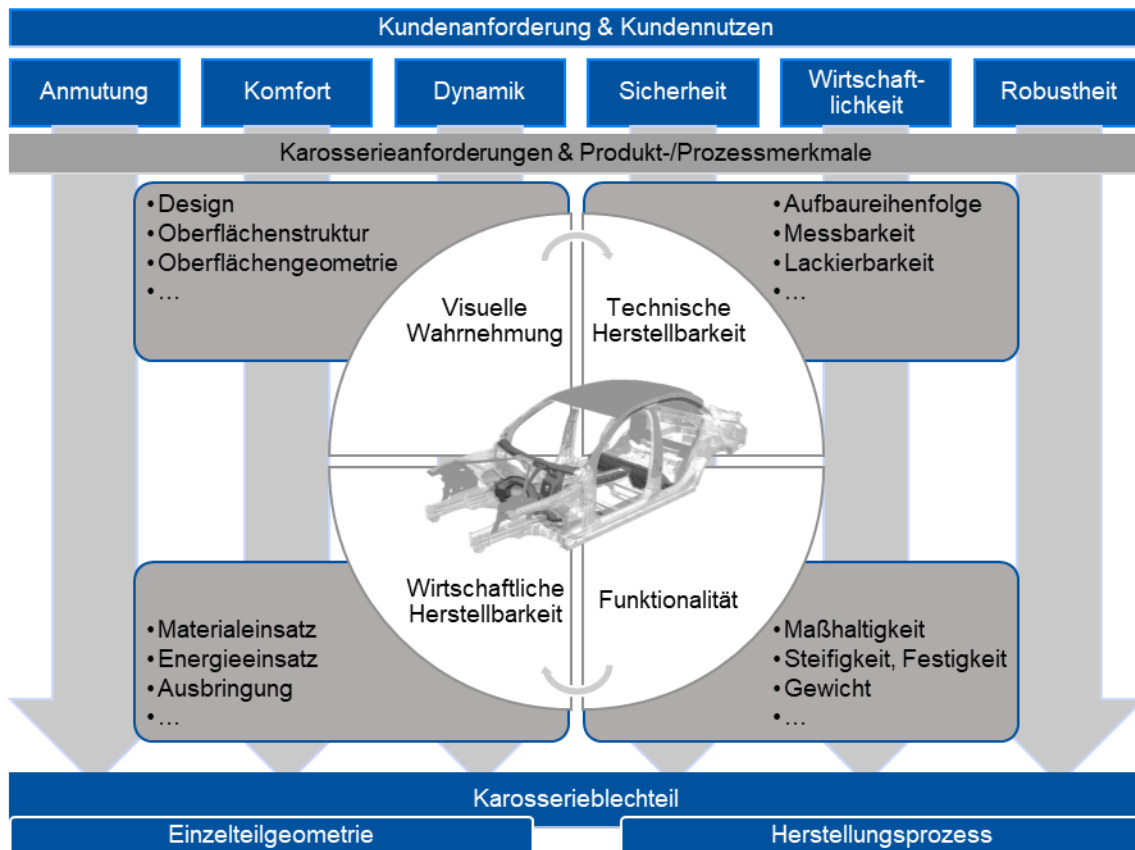 Kundenanforderung & Kundennutzen
Anmutung
Komfort
Dynamik
Sicherheit
Wirtschaft-
lichkeit
Robustheit
Karosserieanforderungen & Produkt-/Prozessmerkmale
•Design
•Oberflächenstruktur
•Oberflächengeometrie
•…
•Aufbaureihenfolge
•Messbarkeit
•Lackierbarkeit
•…
Visuelle
Wahrnehmung
Technische
Herstellbarkeit
Wirtschaftliche
Herstellbarkeit
Funktionalität
•Materialeinsatz
•Energieeinsatz
•Ausbringung
•…
•Maßhaltigkeit
•Steifigkeit, Festigkeit
•Gewicht
•…
Karosserieblechteil
Einzelteilgeometrie
Herstellungsprozess